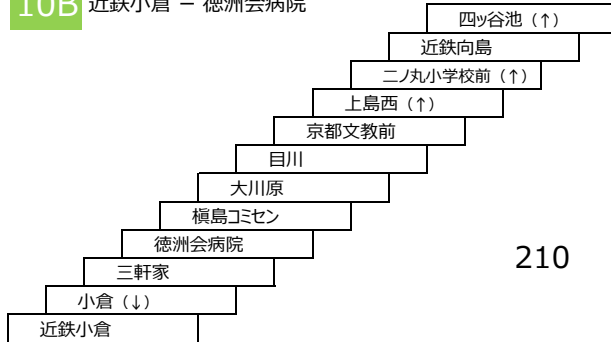 10B 近鉄小倉 – 徳洲会病院
四ッ谷池（↑）
近鉄向島
二ノ丸小学校前（↑）
上島西（↑）
京都文教前
目川
大川原
槇島コミセン
徳洲会病院
三軒家
210
小倉（↓）
近鉄小倉